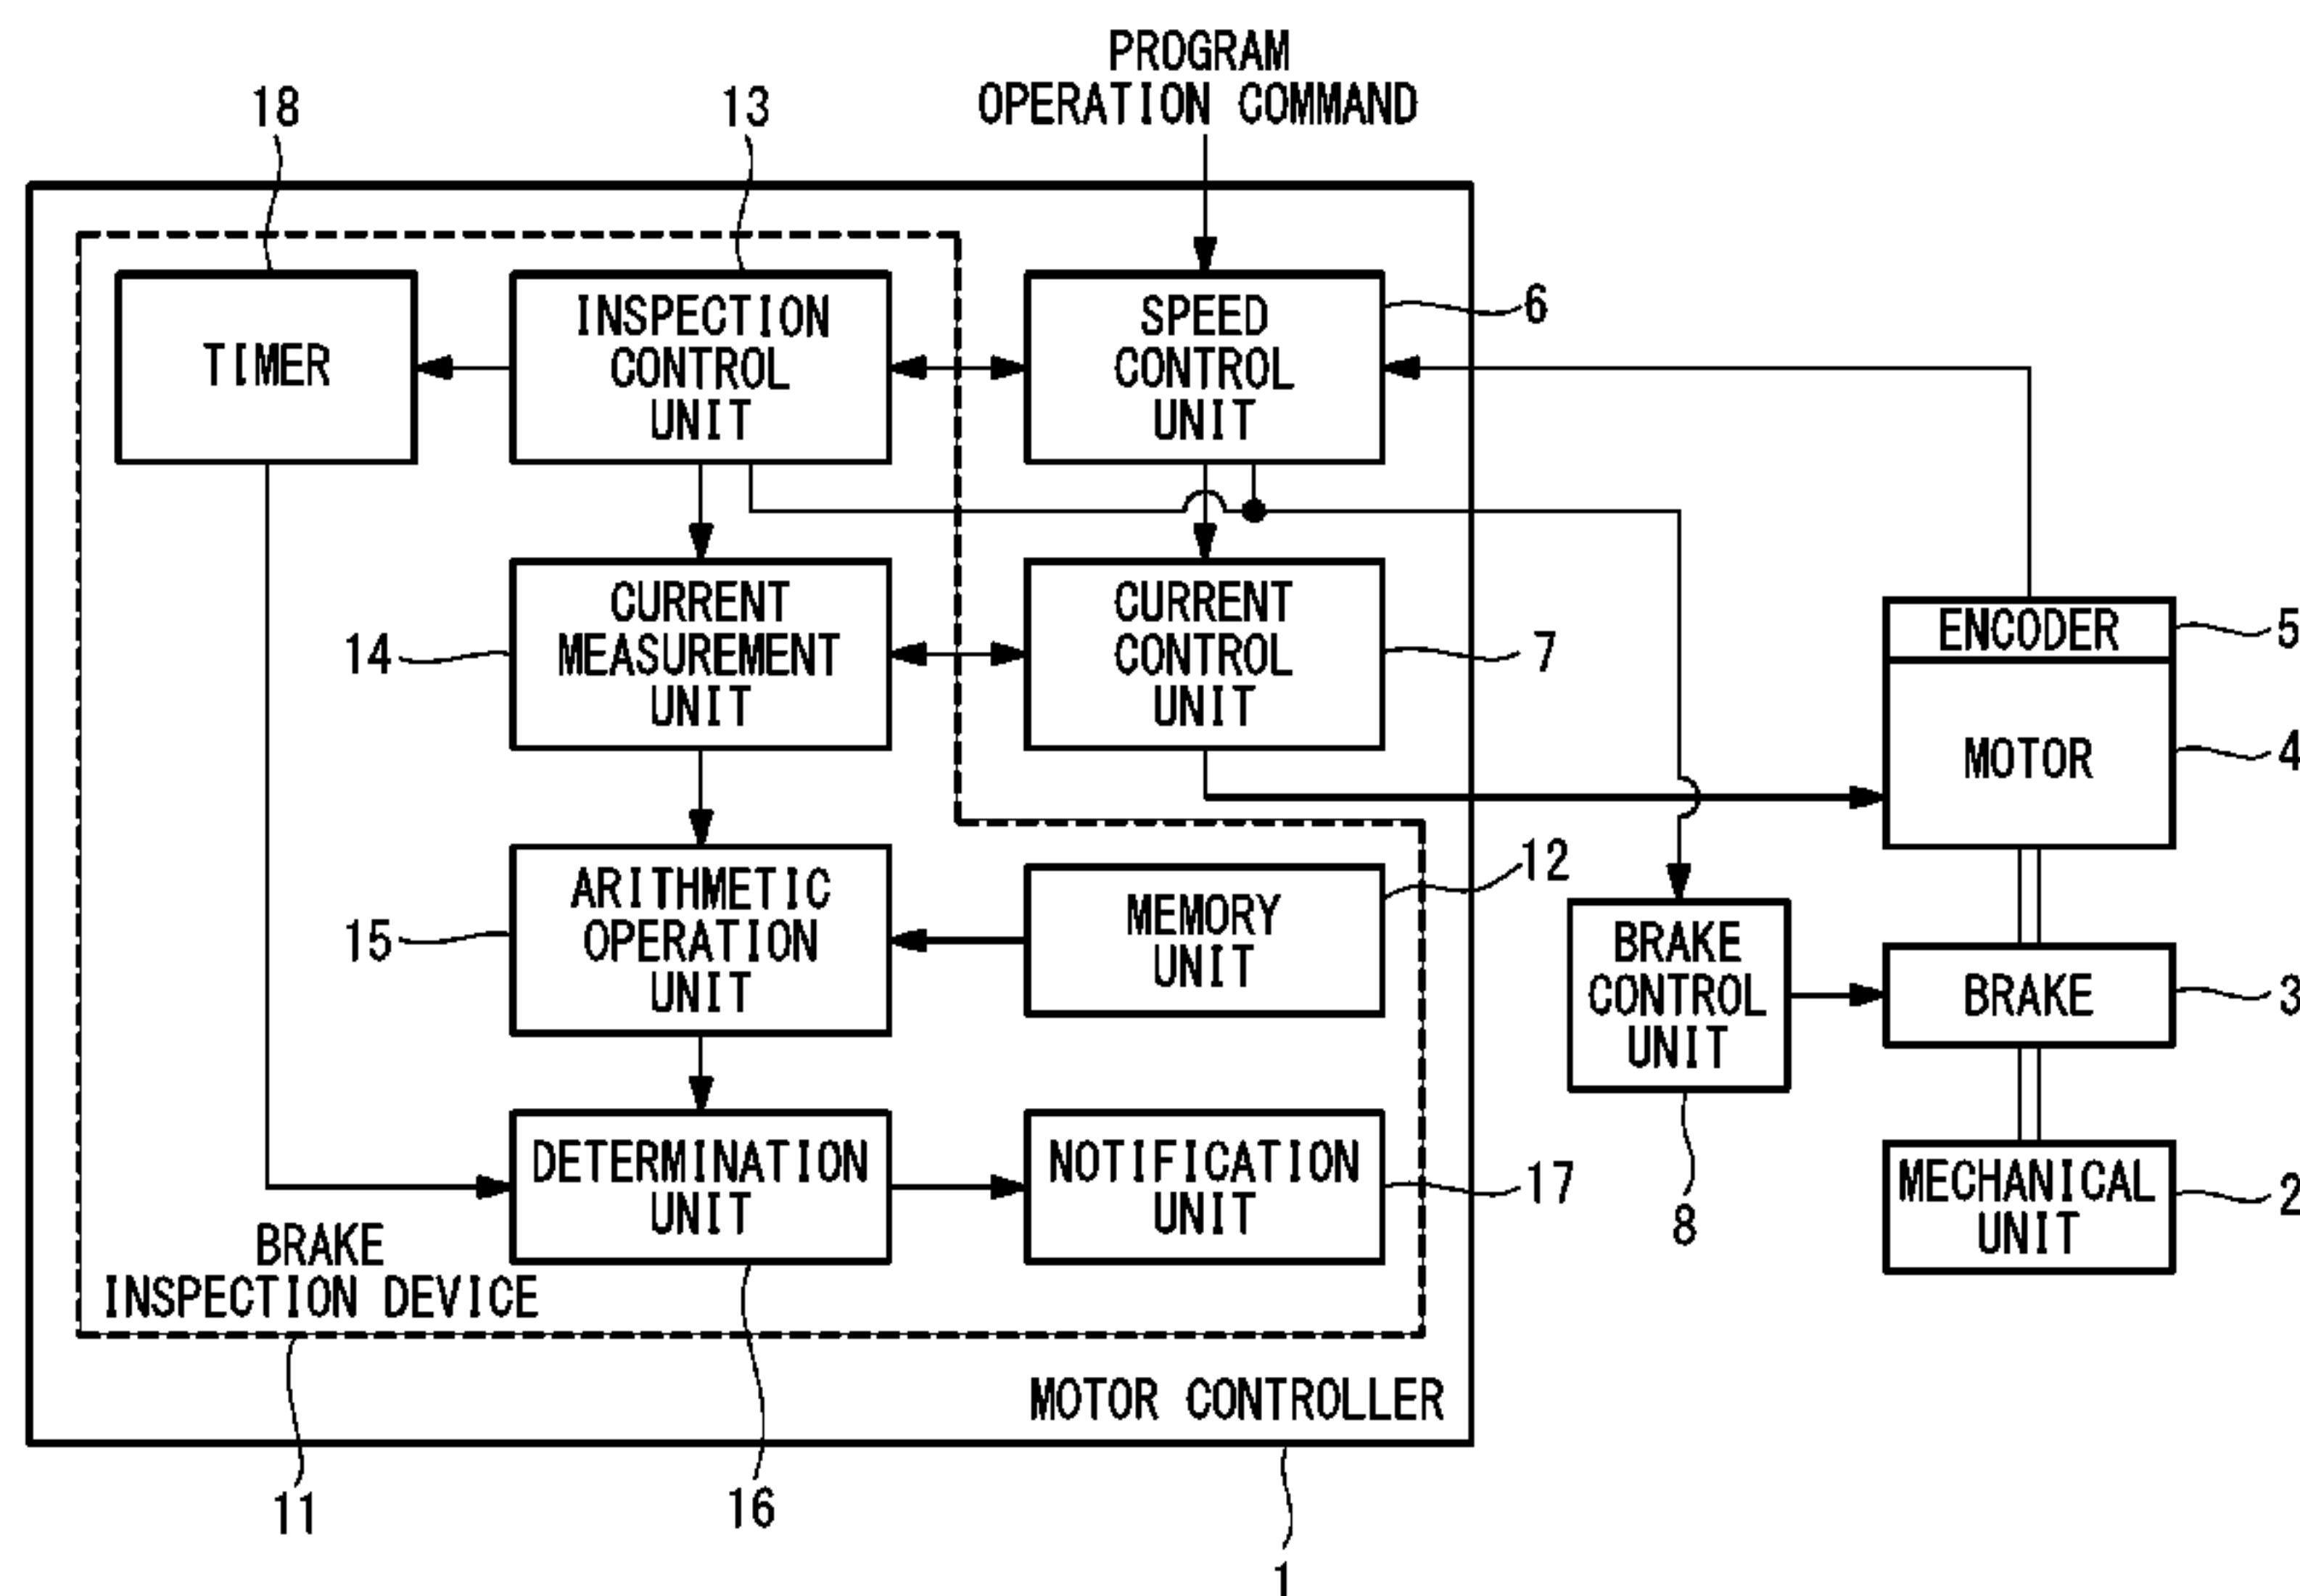 PROGRAM
OPERATION COMMAND
18
13
TIMER
INSPECTION
CONTROL
UNIT
SPEED
CONTROL
UNIT
6
CURRENT
MEASUREMENT
UNIT
14
CURRENT
CONTROL
UNIT
7
ENCODER
5
MOTOR
4
ARITHMETIC
OPERATION
UNIT
15
MEMORY
UNIT
12
BRAKE
CONTROL
UNIT
8
BRAKE
3
DETERMINATION
UNIT
NOTIFICATION
UNIT
17
MECHANICAL
UNIT
2
BRAKE
INSPECTION DEVICE
MOTOR CONTROLLER
11
16
1